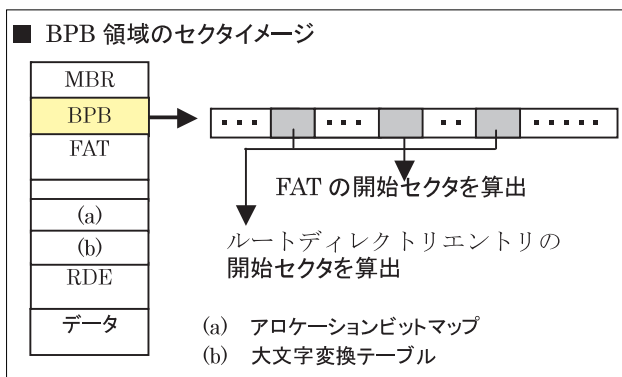 ■ BPB 領域のセクタイメージ
MBR
BPB
FAT
(a)
(b)
RDE
データ
FAT の開始セクタを算出
ルートディレクトリエントリの
開始セクタを算出
(a) アロケーションビットマップ
(b) 大文字変換テーブル